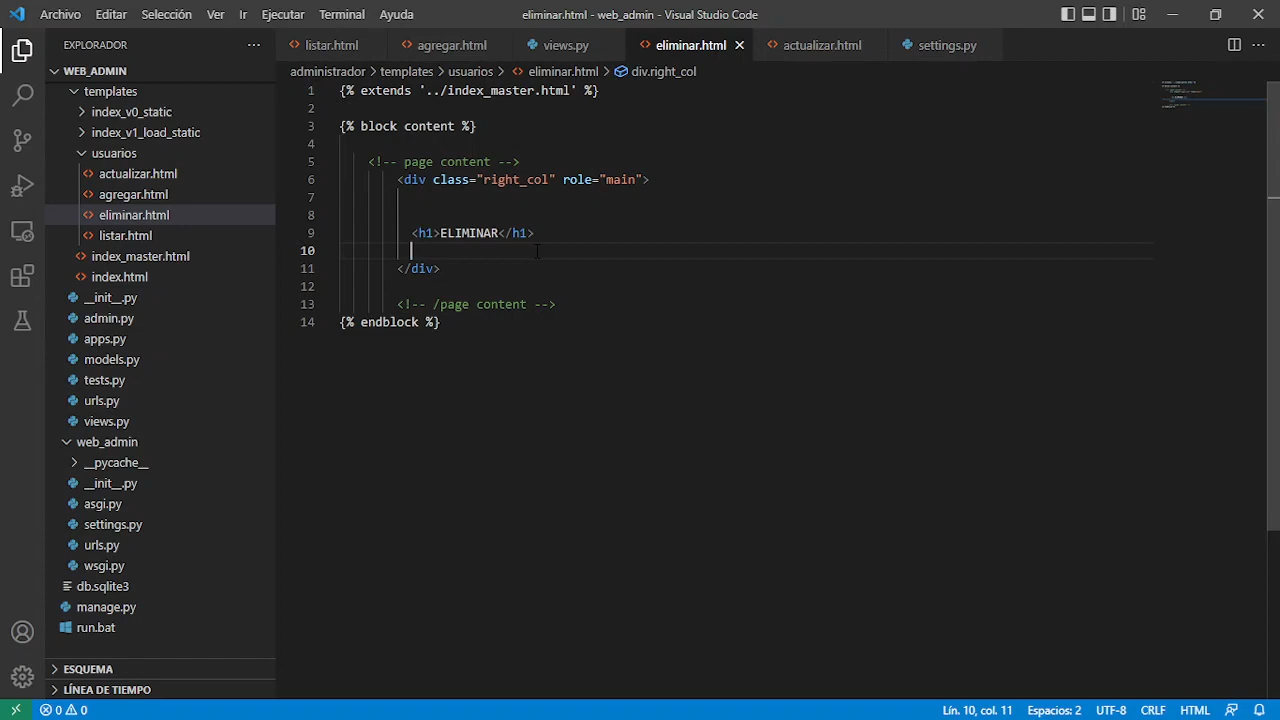 Archivo Editar Selección Ver Ir Ejecutar Terminal Ayuda eliminar.html - web_admin - Visual Studio Code
EXPLORADOR
WEB_ADMIN
templates
index_v0_static
index_v1_load_static
usuarios
actualizar.html
agregar.html
eliminar.html
listar.html
index_master.html
index.html
__init__.py
admin.py
apps.py
models.py
tests.py
urls.py
views.py
web_admin
__pycache__
__init__.py
asgi.py
settings.py
urls.py
wsgi.py
db.sqlite3
manage.py
run.bat
ESQUEMA
LÍNEA DE TIEMPO
listar.html agregar.html views.py eliminar.html actualizar.html settings.py
administrador > templates > usuarios > eliminar.html > div.right_col
1 {% extends '../index_master.html' %}
2
3 {% block content %}
4
5 <!-- page content -->
6 <div class="right_col" role="main">
7
8
9 <h1>ELIMINAR</h1>
10
11 </div>
12
13 <!-- /page content -->
14 {% endblock %}
0 0 Lín. 10, col. 11 Espacios: 2 UTF-8 CRLF HTML